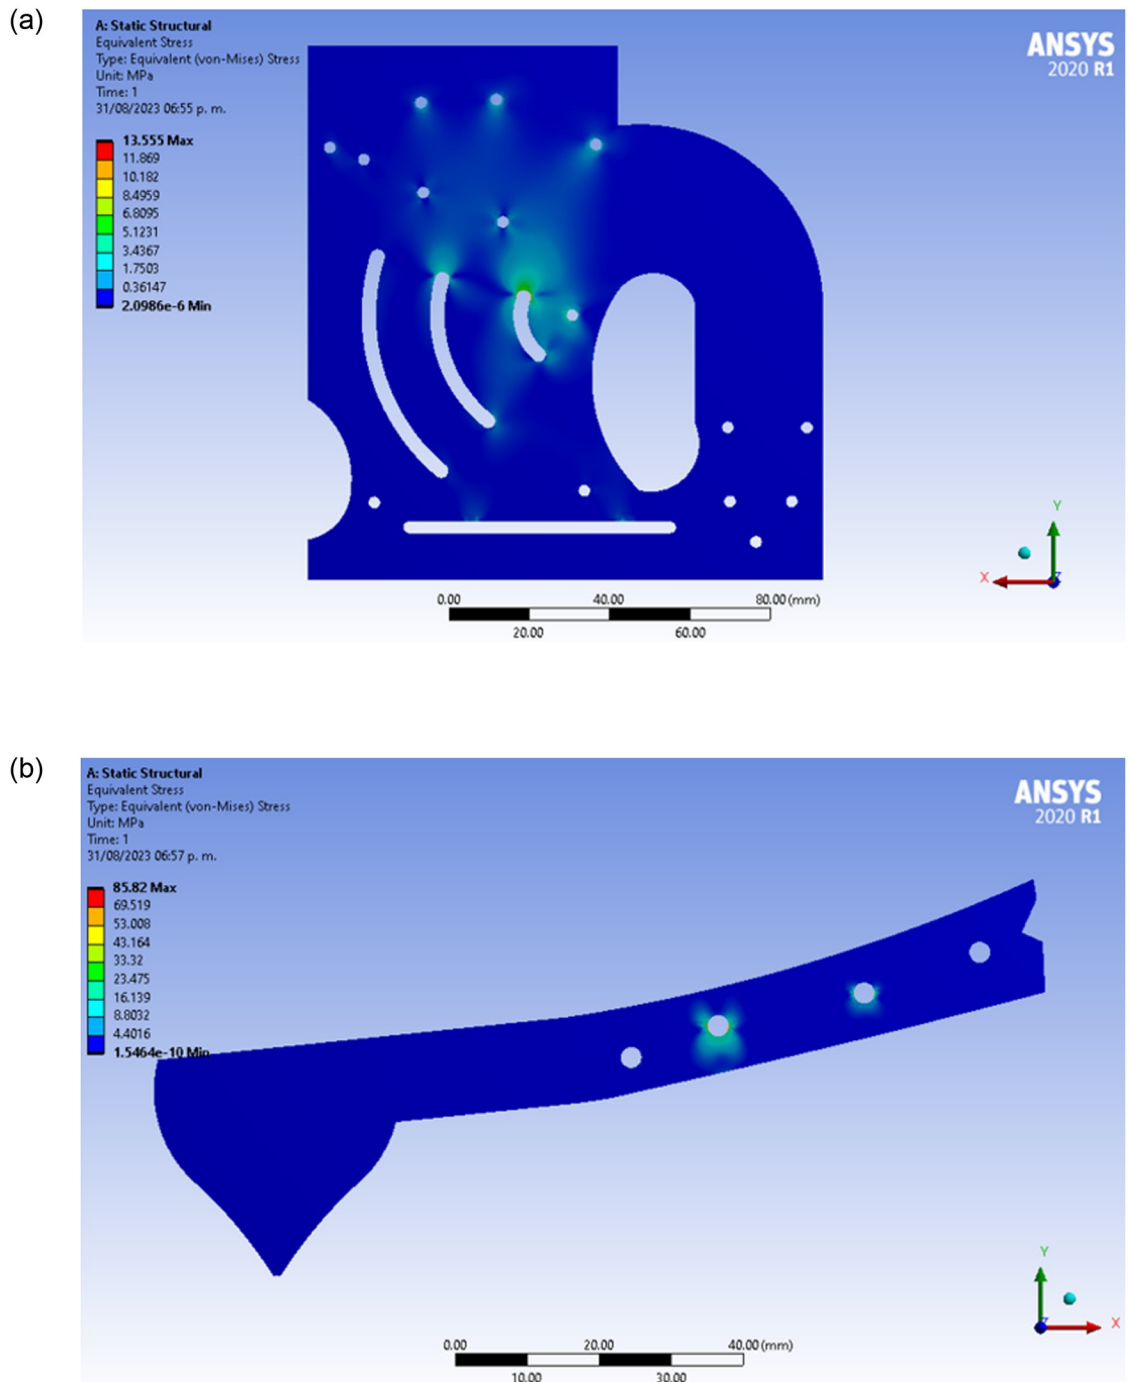 (a)
A: Static Structural
Equivalent Stress
Type: Equivalent (von-Mises) Stress
Unit: MPa
Time: 1
31/08/2023 06:55 p. m.
13.555 Max
11.869
10.182
8.4959
6.8095
5.1231
3.4367
1.7503
0.36147
2.0986e-6 Min
ANSYS
2020 R1
Y
X
Z
0.00 40.00 80.00 (mm)
20.00 60.00
(b)
A: Static Structural
Equivalent Stress
Type: Equivalent (von-Mises) Stress
Unit: MPa
Time: 1
31/08/2023 06:57 p. m.
85.82 Max
69.519
53.008
43.164
33.32
23.475
16.139
8.8032
4.4016
1.5464e-10 Min
ANSYS
2020 R1
Y
X
Z
0.00 20.00 40.00 (mm)
10.00 30.00